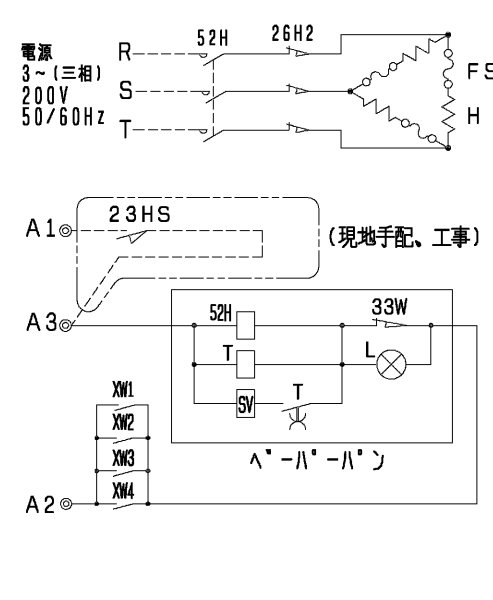 電源
3～(三相)
200V
50/60Hz
R
S
T
52H
26H2
FS
H
A1
23HS
(現地手配、工事)
A3
52H
33W
T
L
SV
T
ベーパーパン
XW1
XW2
XW3
XW4
A2